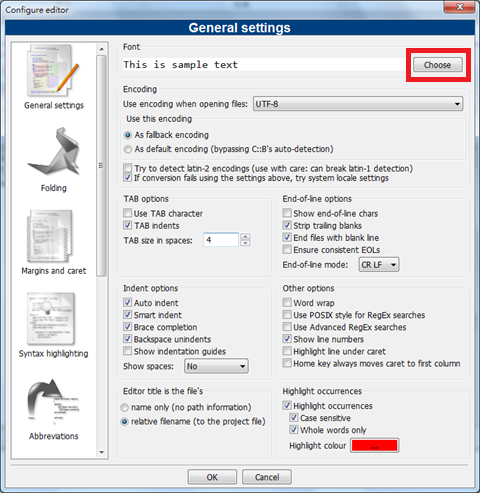 Configure editor
General settings
General settings
Folding
Margins and caret
Syntax highlighting
Abbreviations
Font
This is sample text
Choose
Encoding
Use encoding when opening files: UTF-8
Use this encoding
As fallback encoding
As default encoding (bypassing C::B's auto-detection)
Try to detect latin-2 encodings (use with care: can break latin-1 detection)
If conversion fails using the settings above, try system locale settings
TAB options
Use TAB character
TAB indents
TAB size in spaces: 4
End-of-line options
Show end-of-line chars
Strip trailing blanks
End files with blank line
Ensure consistent EOLs
End-of-line mode: CR LF
Indent options
Auto indent
Smart indent
Brace completion
Backspace unindents
Show indentation guides
Show spaces: No
Other options
Word wrap
Use POSIX style for RegEx searches
Use Advanced RegEx searches
Show line numbers
Highlight line under caret
Home key always moves caret to first column
Editor title is the file's
name only (no path information)
relative filename (to the project file)
Highlight occurrences
Highlight occurrences
Case sensitive
Whole words only
Highlight colour
OK
Cancel